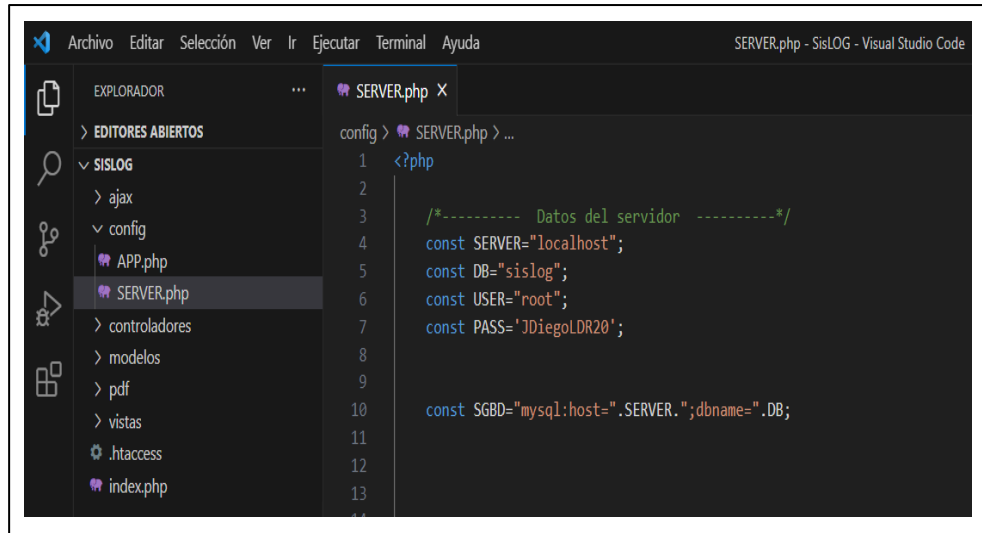 Archivo Editar Selección Ver Ir Ejecutar Terminal Ayuda SERVER.php - SisLOG - Visual Studio Code
EXPLORADOR ···
> EDITORES ABIERTOS
SISLOG
> ajax
config
APP.php
SERVER.php
> controladores
> modelos
> pdf
> vistas
.htaccess
index.php
SERVER.php X
config > SERVER.php > ...
1 <?php
2
3 /*---------- Datos del servidor ----------*/
4 const SERVER="localhost";
5 const DB="sislog";
6 const USER="root";
7 const PASS='JDiegoLDR20';
8
9
10 const SGBD="mysql:host=".SERVER.";dbname=".DB;
11
12
13